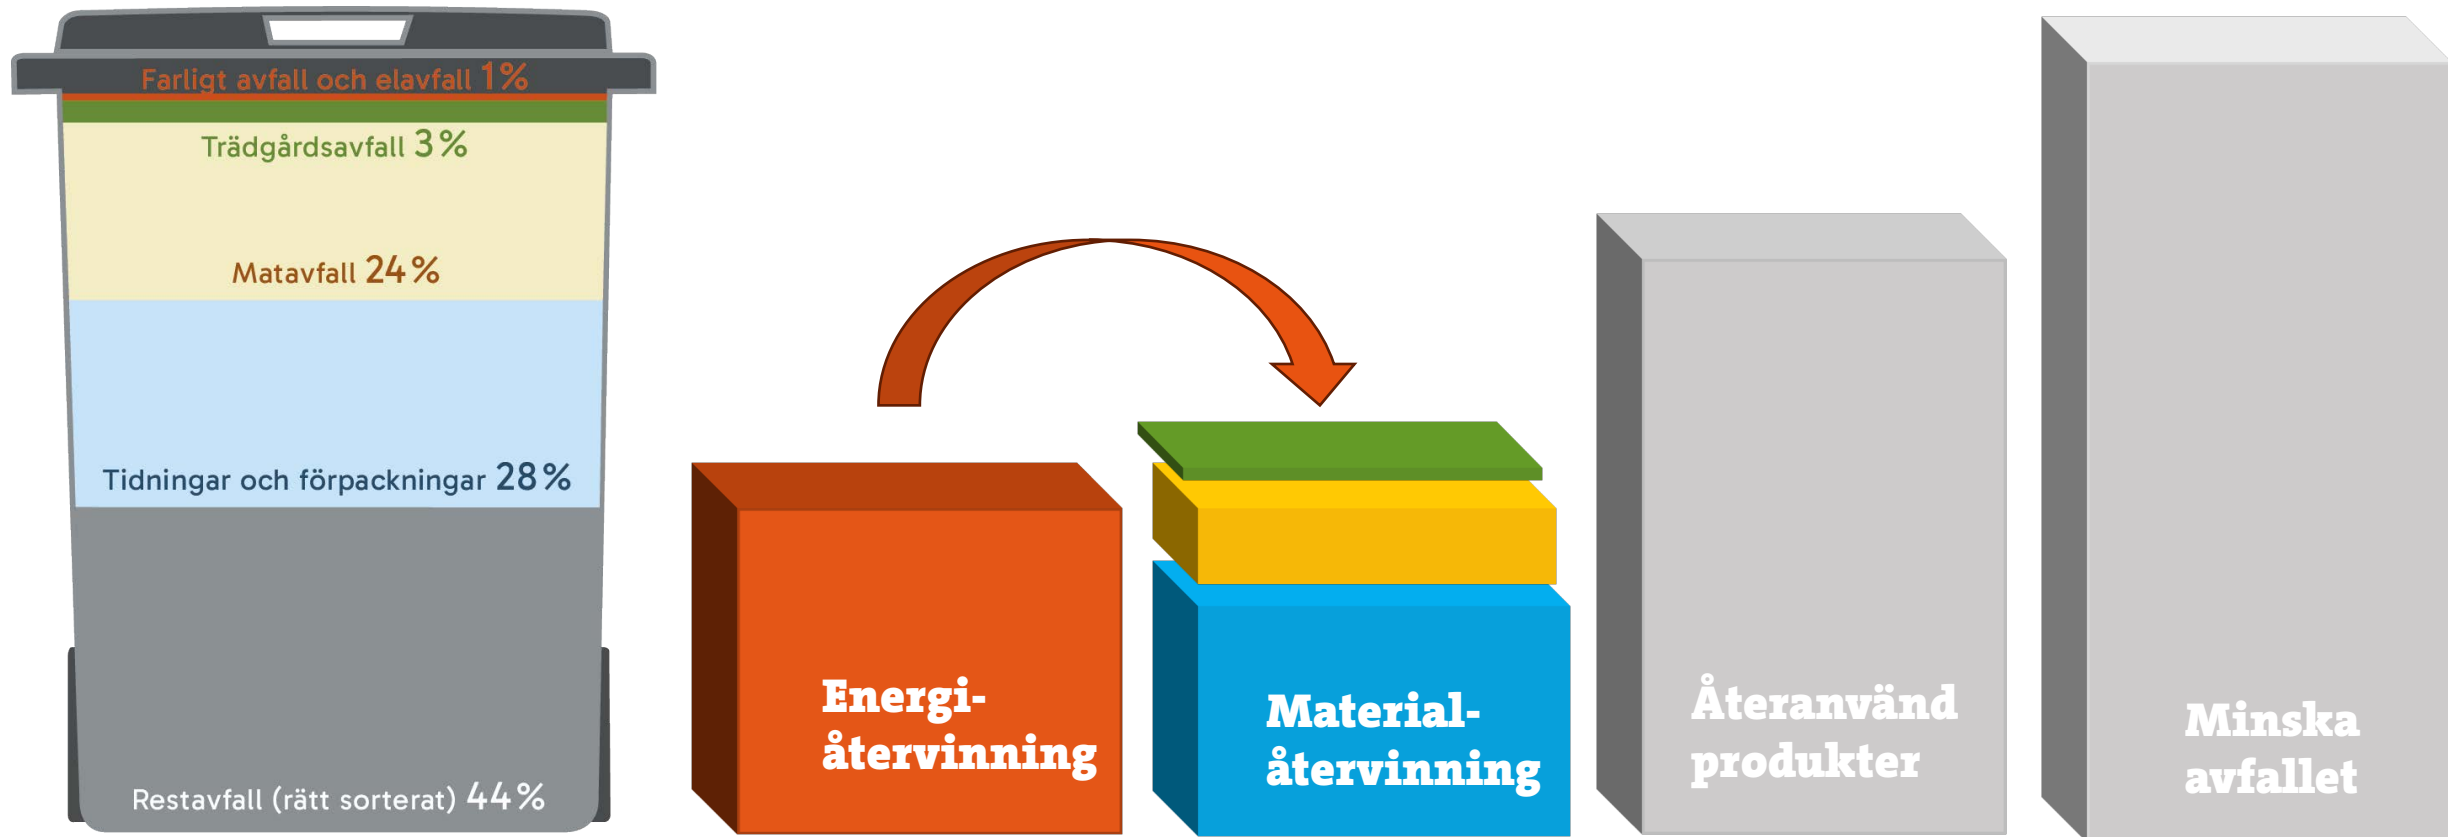 Farligt avfall och elavfall 1%
Trädgårdsavfall 3%
Matavfall 24%
Tidningar och förpackningar 28%
Restavfall (rätt sorterat) 44%
Energi-
återvinning
Material-
återvinning
Återanvänd
produkter
Minska
avfallet